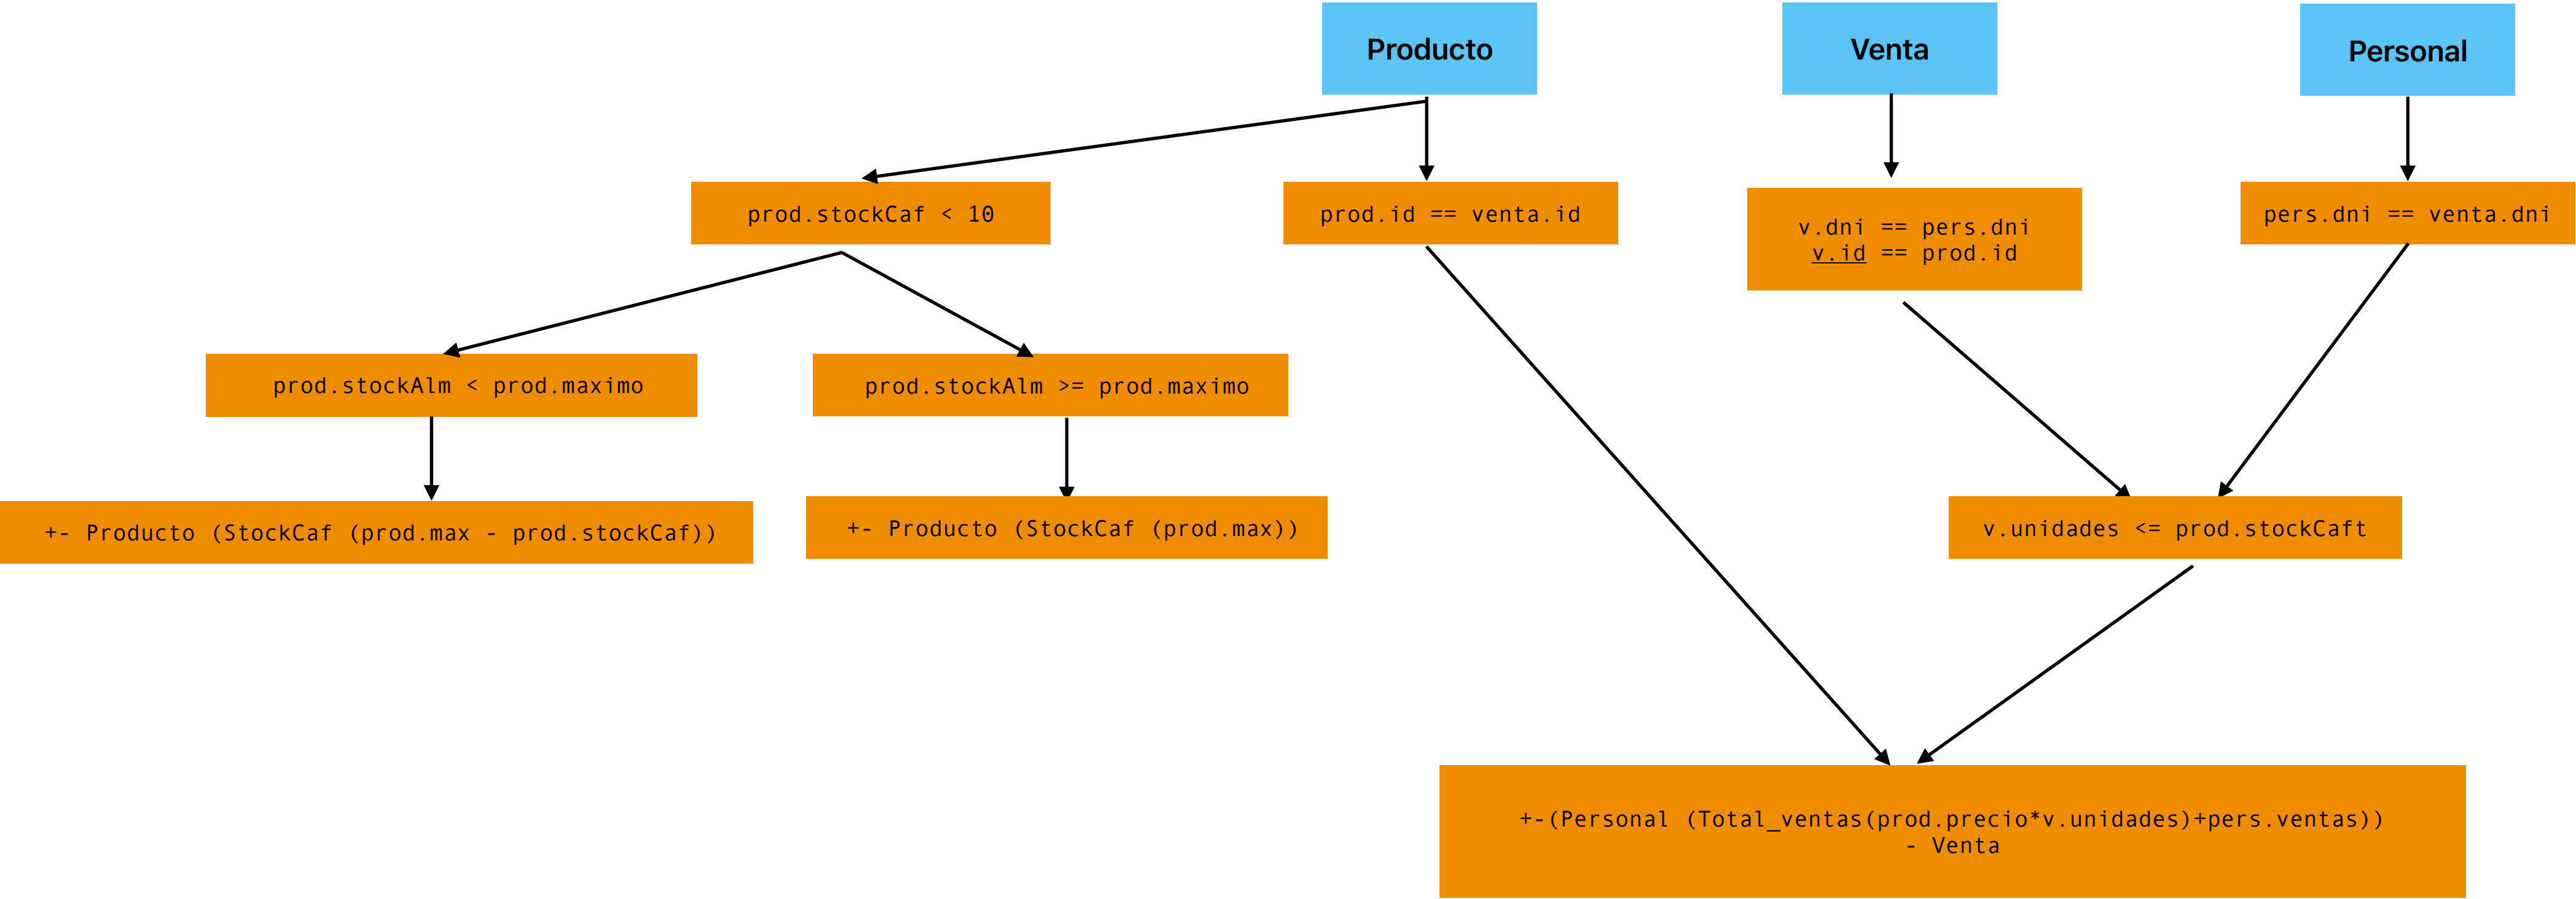 Producto
Venta
Personal
prod.stockCaf < 10
prod.id == venta.id
v.dni == pers.dni
v.id == prod.id
pers.dni == venta.dni
prod.stockAlm < prod.maximo
prod.stockAlm >= prod.maximo
+- Producto (StockCaf (prod.max - prod.stockCaf))
+- Producto (StockCaf (prod.max))
v.unidades <= prod.stockCaft
+-(Personal (Total_ventas(prod.precio*v.unidades)+pers.ventas))
- Venta